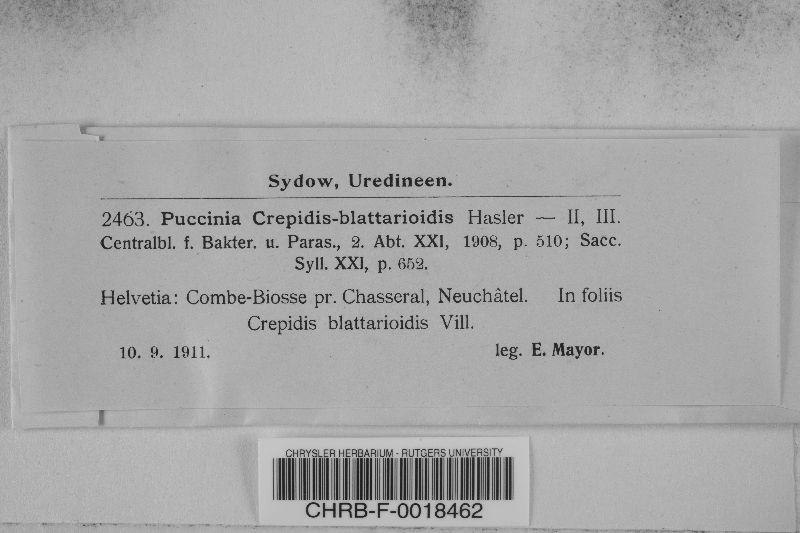 Sydow, Uredineen.
2463. Puccinia Crepidis-blattarioidis Hasler — II, III.
Centralbl. f. Bakter. u. Paras., 2. Abt. XXI, 1908, p. 510; Sacc.
Syll. XXI, p. 652.
Helvetia: Combe-Biosse pr. Chasseral, Neuchâtel. In foliis
Crepidis blattarioidis Vill.
10. 9. 1911. leg. E. Mayor.
CHRYSLER HERBARIUM - RUTGERS UNIVERSITY
CHRB-F-0018462